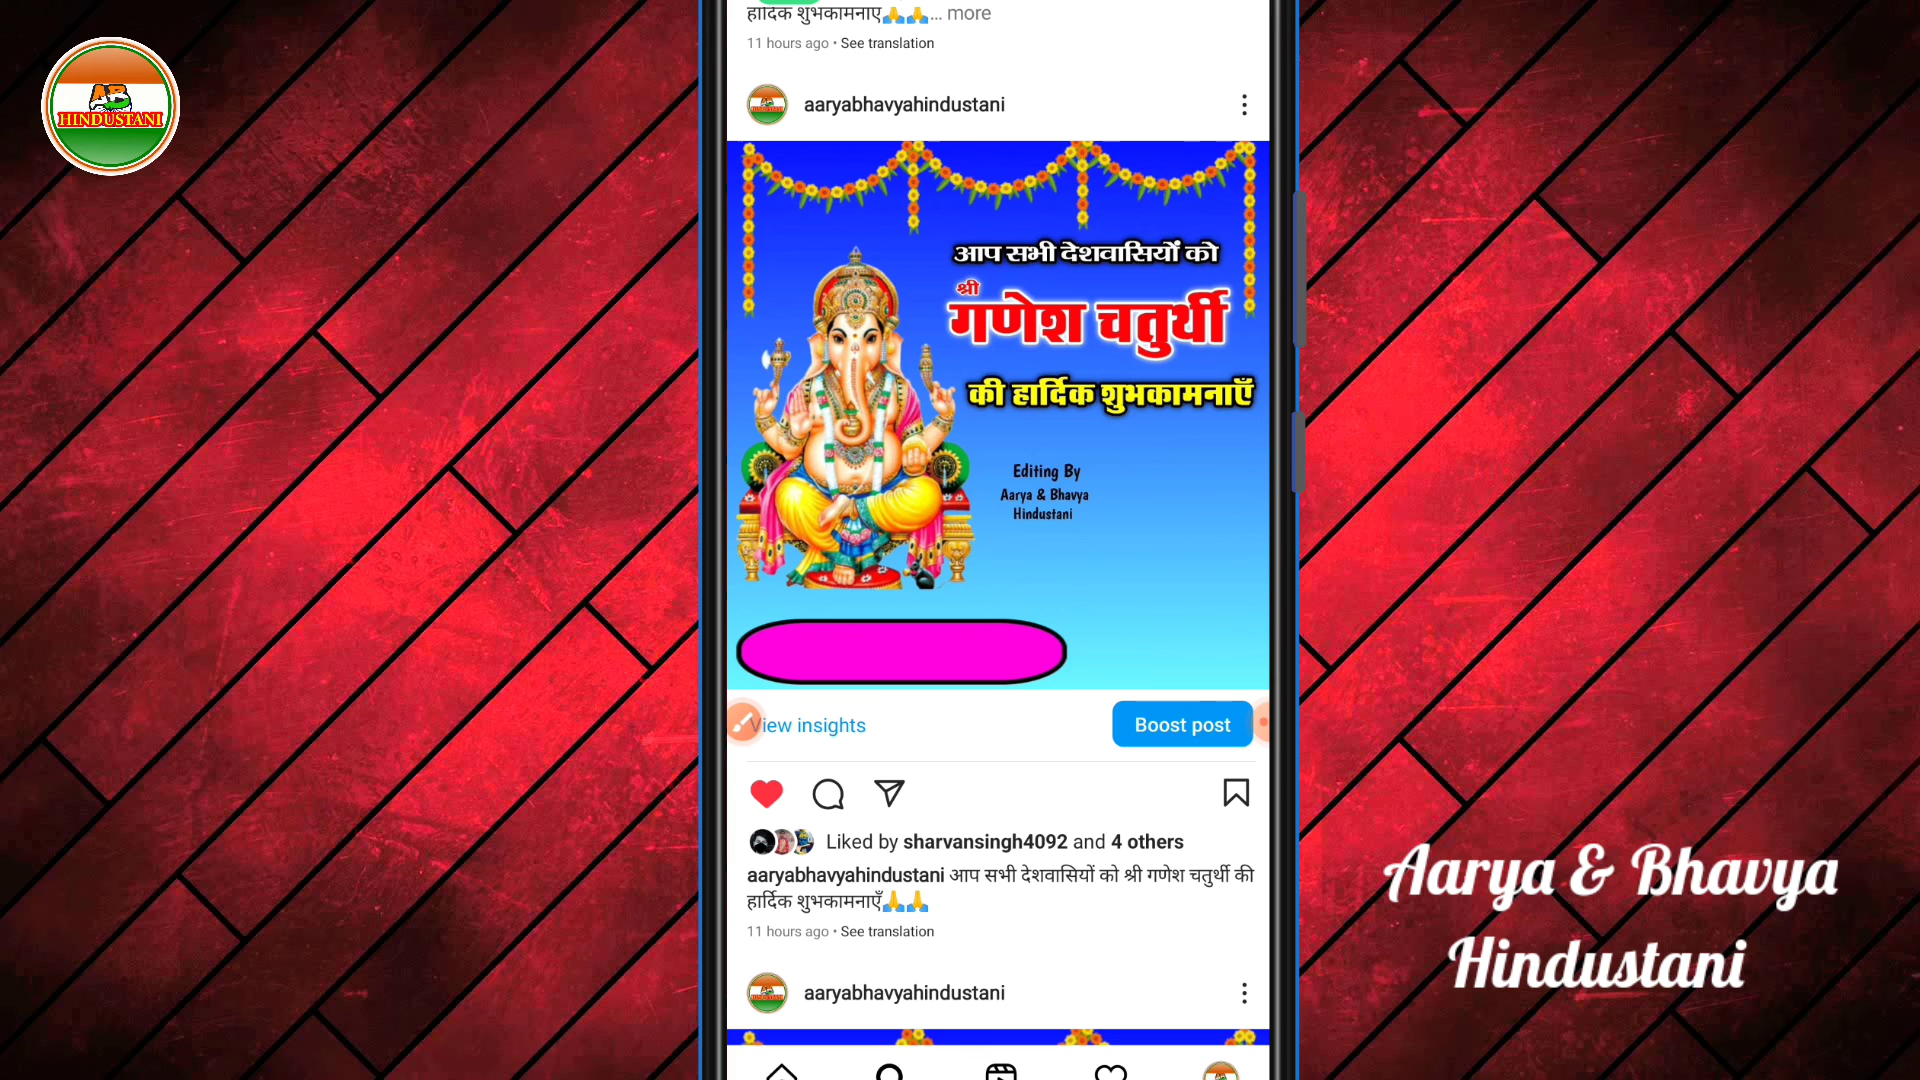 हार्दिक शुभकामनाएँ🙏🙏... more
11 hours ago • See translation
AB
HINDUSTANI
aaryabhavyahindustani
आप सभी देशवासियों को
श्री
गणेश चतुर्थी
की हार्दिक शुभकामनाएँ
Editing By
Aarya & Bhavya
Hindustani
View insights
Boost post
Liked by sharvansingh4092 and 4 others
aaryabhavyahindustani आप सभी देशवासियों को श्री गणेश चतुर्थी की
हार्दिक शुभकामनाएँ🙏🙏
11 hours ago • See translation
aaryabhavyahindustani
Aarya & Bhavya
Hindustani